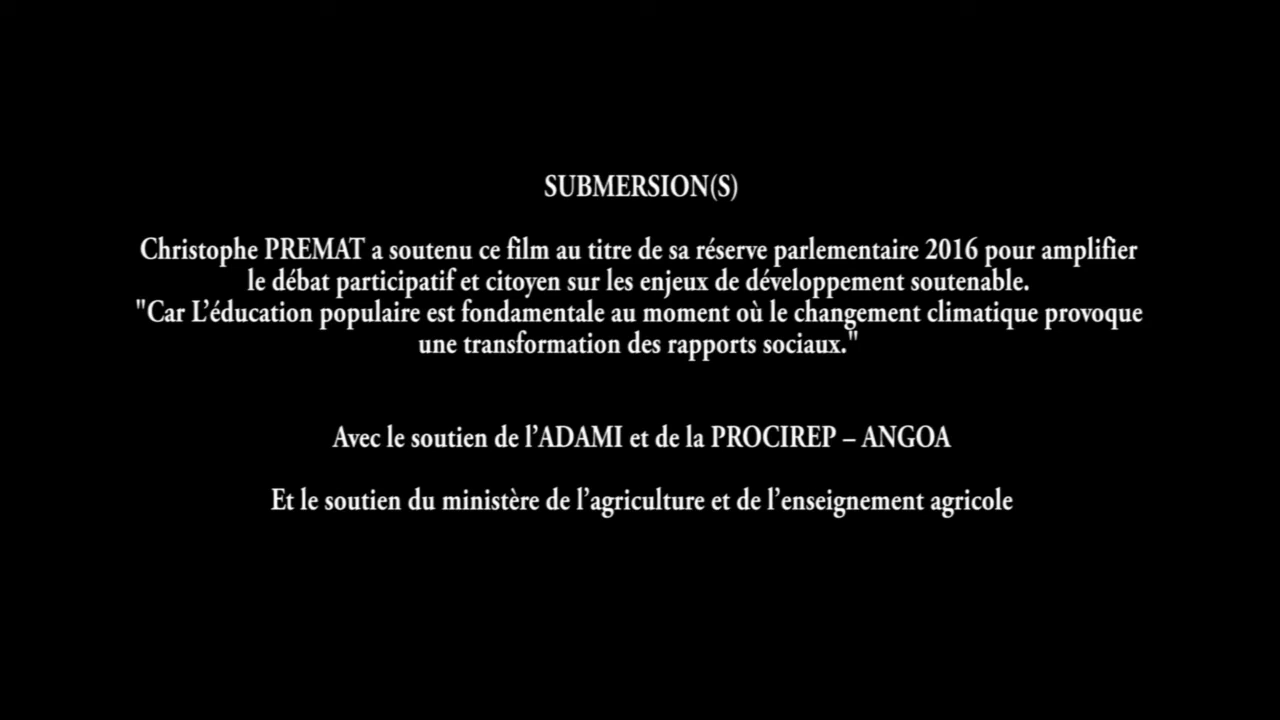 SUBMERSION(S)
Christophe PREMAT a soutenu ce film au titre de sa réserve parlementaire 2016 pour amplifier
le débat participatif et citoyen sur les enjeux de développement soutenable.
"Car L’éducation populaire est fondamentale au moment où le changement climatique provoque
une transformation des rapports sociaux."
Avec le soutien de l’ADAMI et de la PROCIREP – ANGOA
Et le soutien du ministère de l’agriculture et de l’enseignement agricole